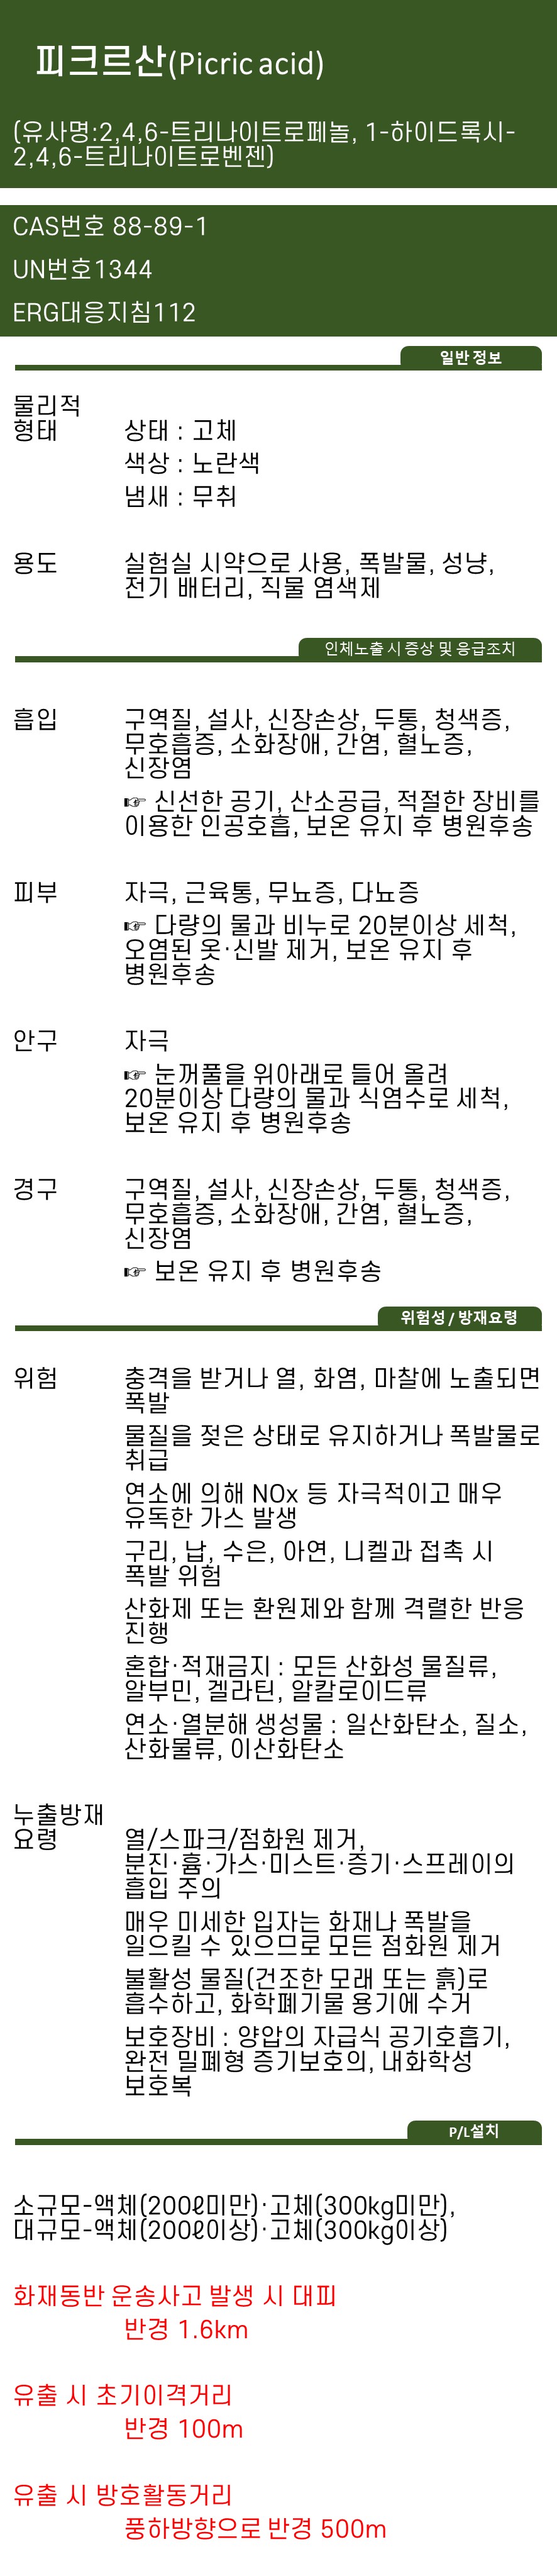 피크르산(Picric acid)
(유사명:2,4,6-트리나이트로페놀, 1-하이드록시-
2,4,6-트리나이트로벤젠)
CAS번호 88-89-1
UN번호1344
ERG대응지침112
일반 정보
물리적
형태 상태 : 고체
색상 : 노란색
냄새 : 무취
용도 실험실 시약으로 사용, 폭발물, 성냥,
전기 배터리, 직물 염색제
인체노출 시 증상 및 응급조치
흡입 구역질, 설사, 신장손상, 두통, 청색증,
무호흡증, 소화장애, 간염, 혈노증,
신장염
☞ 신선한 공기, 산소공급, 적절한 장비를
이용한 인공호흡, 보온 유지 후 병원후송
피부 자극, 근육통, 무뇨증, 다뇨증
☞ 다량의 물과 비누로 20분이상 세척,
오염된 옷·신발 제거, 보온 유지 후
병원후송
안구 자극
☞ 눈꺼풀을 위아래로 들어 올려
20분이상 다량의 물과 식염수로 세척,
보온 유지 후 병원후송
경구 구역질, 설사, 신장손상, 두통, 청색증,
무호흡증, 소화장애, 간염, 혈노증,
신장염
☞ 보온 유지 후 병원후송
위험성 / 방재요령
위험 충격을 받거나 열, 화염, 마찰에 노출되면
폭발
물질을 젖은 상태로 유지하거나 폭발물로
취급
연소에 의해 NOx 등 자극적이고 매우
유독한 가스 발생
구리, 납, 수은, 아연, 니켈과 접촉 시
폭발 위험
산화제 또는 환원제와 함께 격렬한 반응
진행
혼합·적재금지 : 모든 산화성 물질류,
알부민, 겔라틴, 알칼로이드류
연소·열분해 생성물 : 일산화탄소, 질소,
산화물류, 이산화탄소
누출방재
요령 열/스파크/점화원 제거,
분진·흄·가스·미스트·증기·스프레이의
흡입 주의
매우 미세한 입자는 화재나 폭발을
일으킬 수 있으므로 모든 점화원 제거
불활성 물질(건조한 모래 또는 흙)로
흡수하고, 화학폐기물 용기에 수거
보호장비 : 양압의 자급식 공기호흡기,
완전 밀폐형 증기보호의, 내화학성
보호복
P/L설치
소규모-액체(200ℓ미만)·고체(300kg미만),
대규모-액체(200ℓ이상)·고체(300kg이상)
화재동반 운송사고 발생 시 대피
반경 1.6km
유출 시 초기이격거리
반경 100m
유출 시 방호활동거리
풍하방향으로 반경 500m